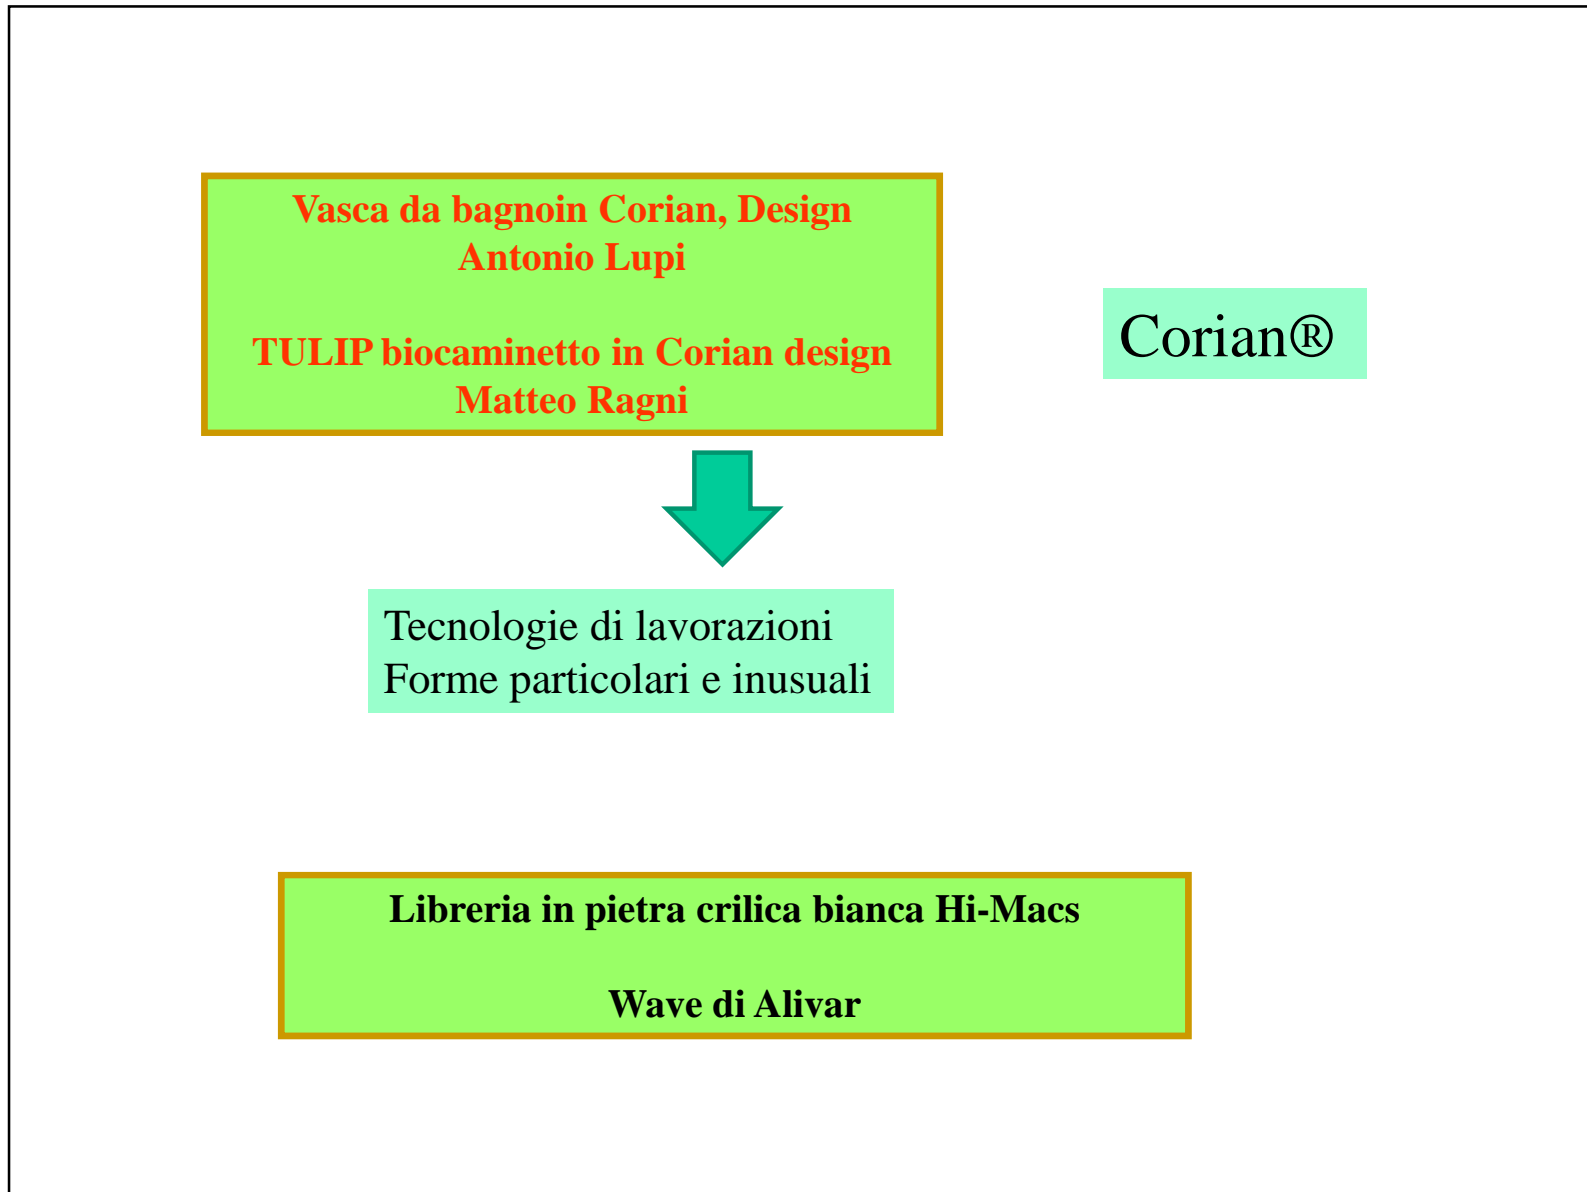 Vasca da bagnoin Corian, Design
Antonio Lupi
TULIP biocaminetto in Corian design
Matteo Ragni
Corian®
Tecnologie di lavorazioni
Forme particolari e inusuali
Libreria in pietra crilica bianca Hi-Macs
Wave di Alivar